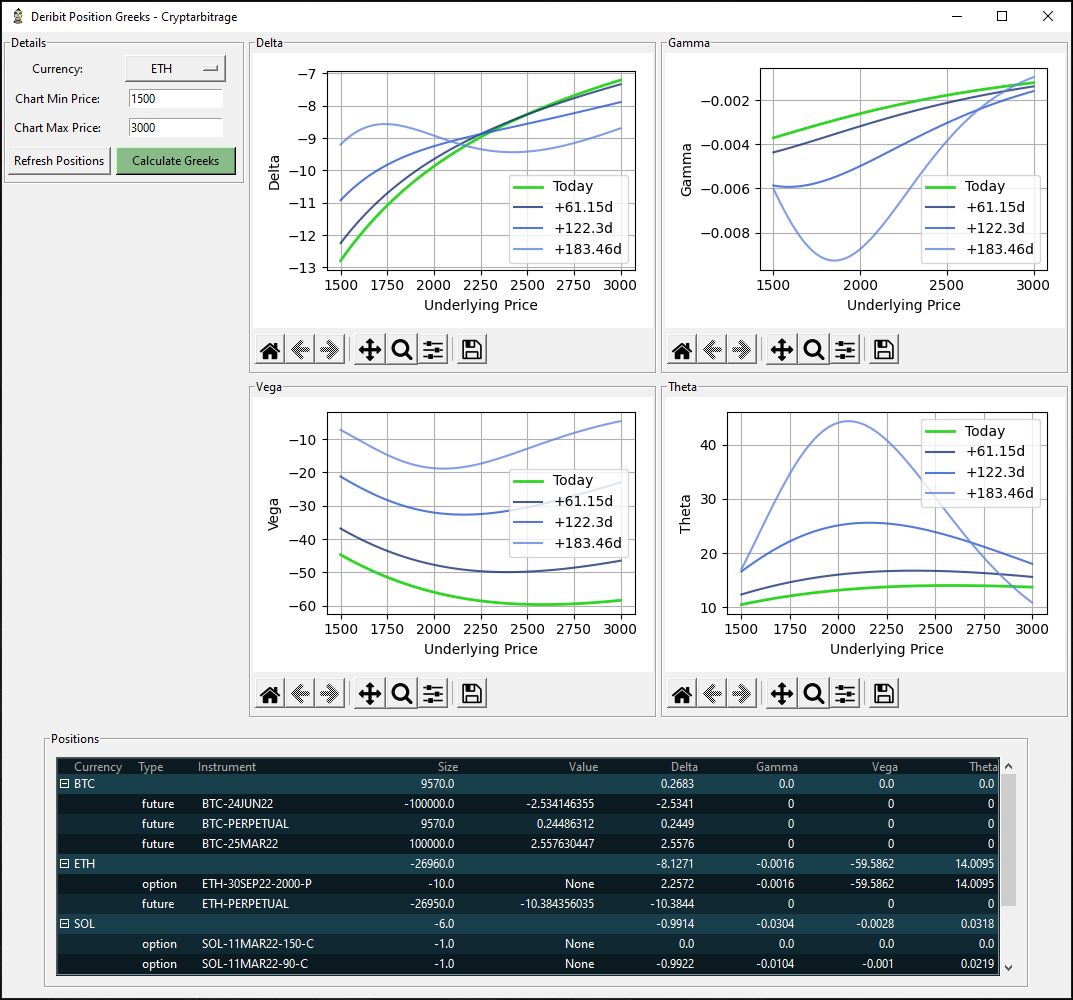 Deribit Position Greeks - Cryptarbitrage
Details
Currency: ETH
Chart Min Price: 1500
Chart Max Price: 3000
Refresh Positions Calculate Greeks
Delta
−7
−8
−9
−10
−11
−12
−13
Delta
Today
+61.15d
+122.3d
+183.46d
1500 1750 2000 2250 2500 2750 3000
Underlying Price
Gamma
−0.002
−0.004
−0.006
−0.008
Gamma
Today
+61.15d
+122.3d
+183.46d
1500 2000 2500 3000
Underlying Price
Vega
−10
−20
−30
−40
−50
−60
Vega
Today
+61.15d
+122.3d
+183.46d
1500 1750 2000 2250 2500 2750 3000
Underlying Price
Theta
40
30
20
10
Theta
Today
+61.15d
+122.3d
+183.46d
1500 1750 2000 2250 2500 2750 3000
Underlying Price
Positions
Currency Type Instrument Size Value Delta Gamma Vega Theta
BTC 9570.0 0.2683 0.0 0.0 0.0
future BTC-24JUN22 -100000.0 -2.534146355 -2.5341 0 0 0
future BTC-PERPETUAL 9570.0 0.24486312 0.2449 0 0 0
future BTC-25MAR22 100000.0 2.557630447 2.5576 0 0 0
ETH -26960.0 -8.1271 -0.0016 -59.5862 14.0095
option ETH-30SEP22-2000-P -10.0 None 2.2572 -0.0016 -59.5862 14.0095
future ETH-PERPETUAL -26950.0 -10.384356035 -10.3844 0 0 0
SOL -6.0 -0.9914 -0.0304 -0.0028 0.0318
option SOL-11MAR22-150-C -1.0 None 0.0 0.0 0.0 0.0
option SOL-11MAR22-90-C -1.0 None -0.9922 -0.0104 -0.001 0.0219